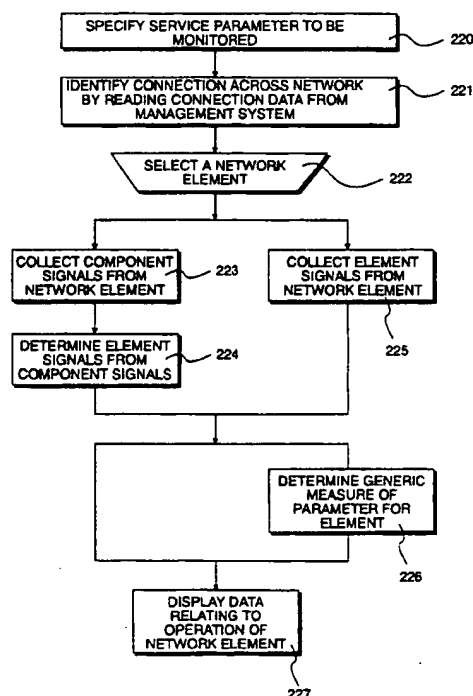 SPECIFY SERVICE PARAMETER TO BE
MONITORED
220
IDENTIFY CONNECTION ACROSS NETWORK
BY READING CONNECTION DATA FROM
MANAGEMENT SYSTEM
221
SELECT A NETWORK
ELEMENT
222
COLLECT COMPONENT
SIGNALS FROM
NETWORK ELEMENT
223
COLLECT ELEMENT
SIGNALS FROM
NETWORK ELEMENT
225
DETERMINE ELEMENT
SIGNALS FROM
COMPONENT SIGNALS
224
DETERMINE GENERIC
MEASURE OF
PARAMETER FOR
ELEMENT
226
DISPLAY DATA
RELATING TO
OPERATION OF
NETWORK ELEMENT
227